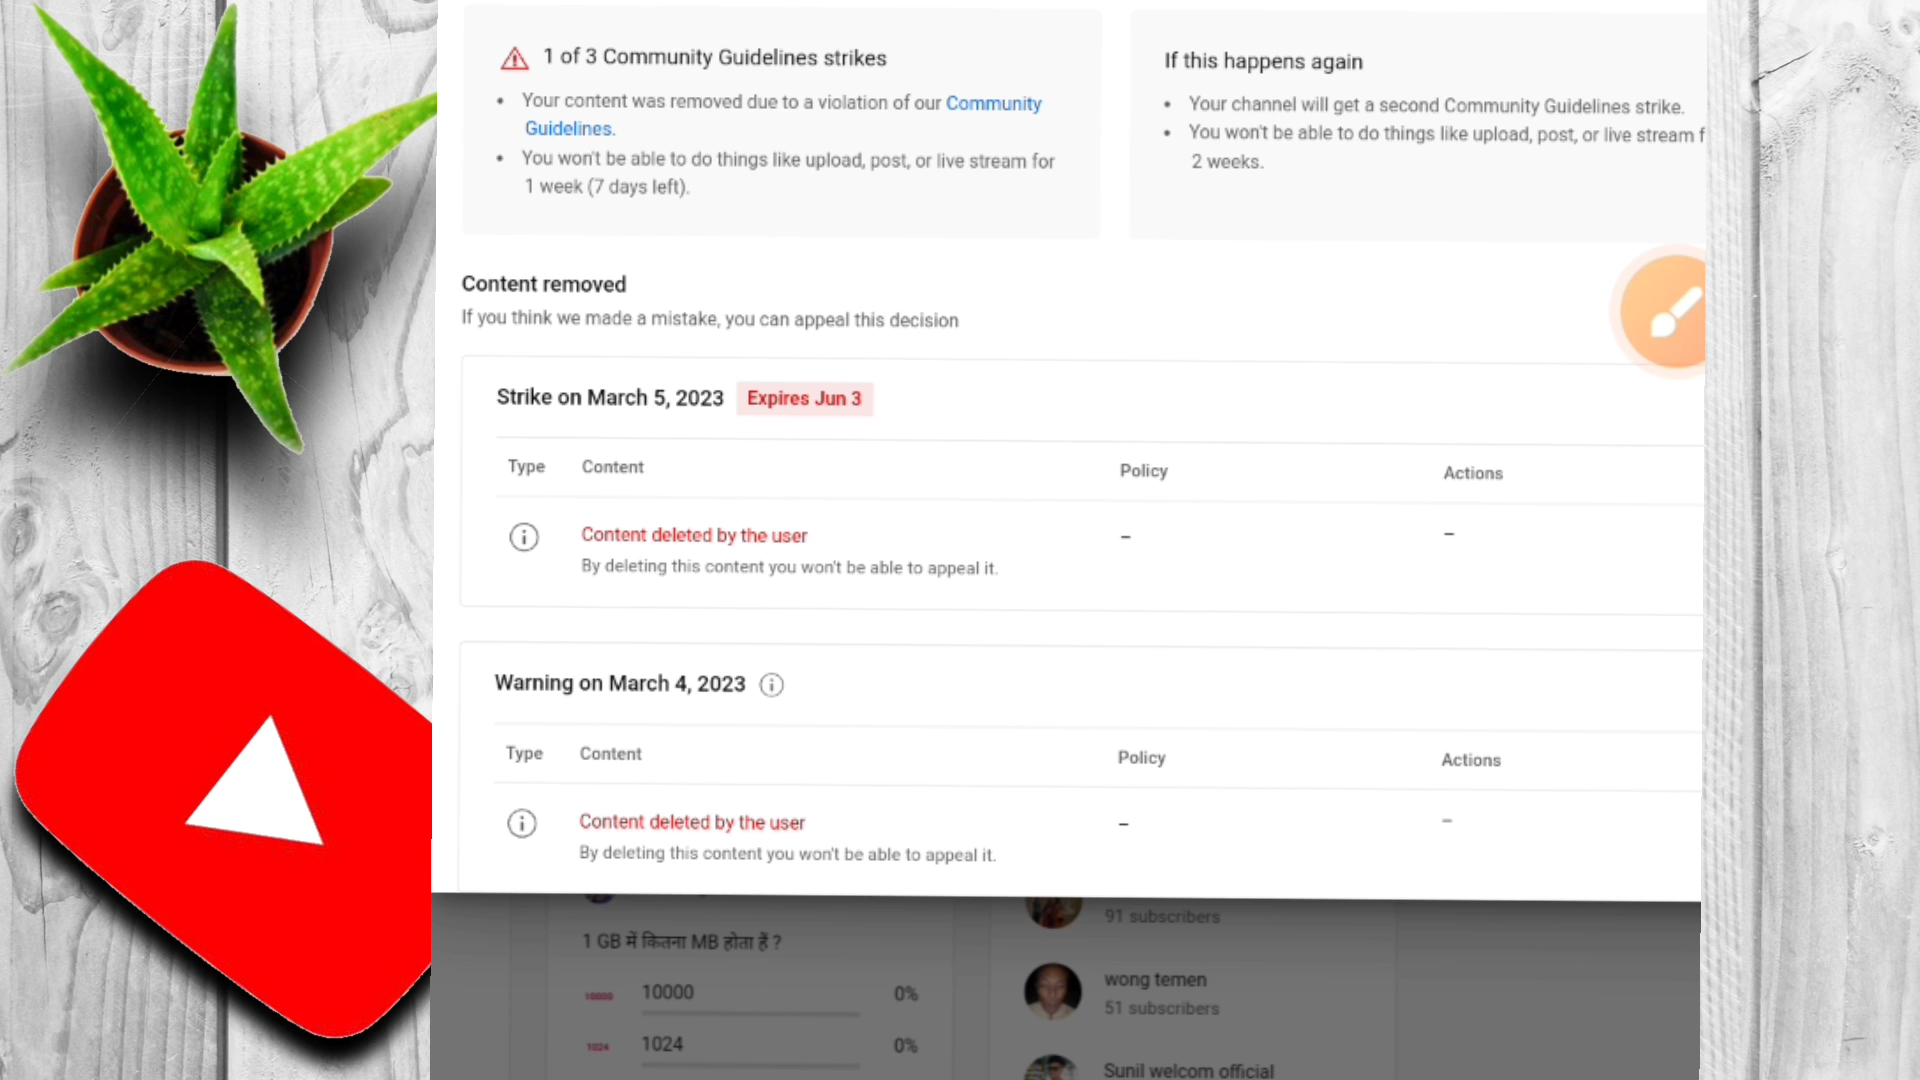 1 of 3 Community Guidelines strikes
Your content was removed due to a violation of our Community
Guidelines.
You won't be able to do things like upload, post, or live stream for
1 week (7 days left).
If this happens again
Your channel will get a second Community Guidelines strike.
You won't be able to do things like upload, post, or live stream f
2 weeks.
Content removed
If you think we made a mistake, you can appeal this decision
Strike on March 5, 2023 Expires Jun 3
Type Content Policy Actions
Content deleted by the user – –
By deleting this content you won't be able to appeal it.
Warning on March 4, 2023
Type Content Policy Actions
Content deleted by the user – –
By deleting this content you won't be able to appeal it.
1 GB में कितना MB होता हैं ?
10000 10000 0%
1024 1024 0%
91 subscribers
wong temen
51 subscribers
Sunil welcom official